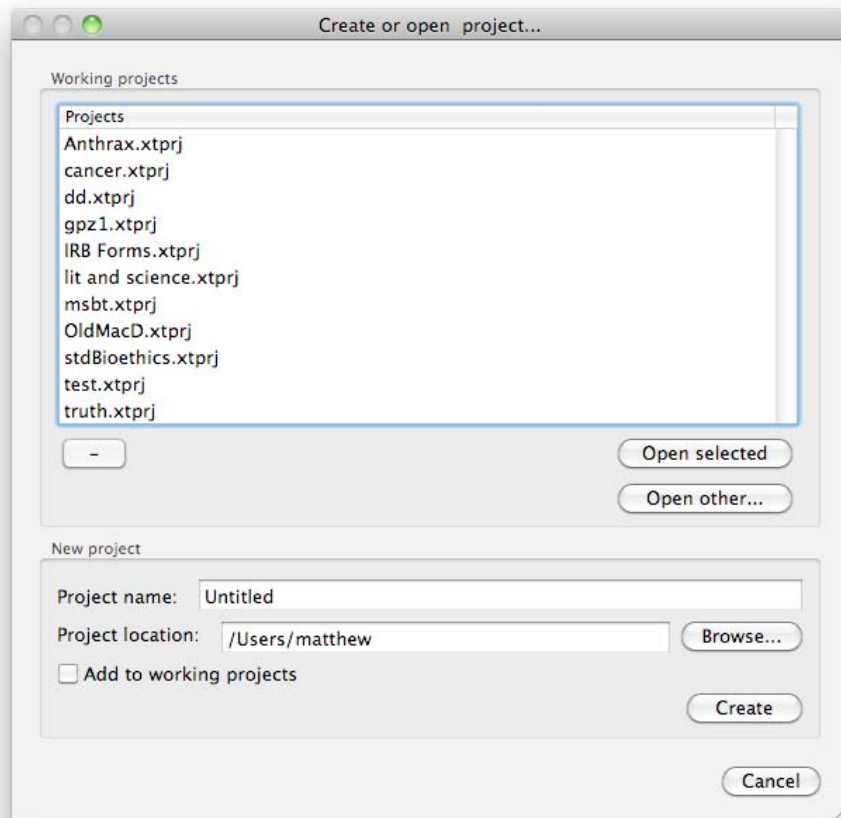 Create or open  project...
Working projects
Projects
Anthrax.xtprj
cancer.xtprj
dd.xtprj
gpz1.xtprj
IRB Forms.xtprj
lit and science.xtprj
msbt.xtprj
OldMacD.xtprj
stdBioethics.xtprj
test.xtprj
truth.xtprj
- Open selected
Open other...
New project
Project name: Untitled
Project location: /Users/matthew Browse...
Add to working projects
Create
Cancel